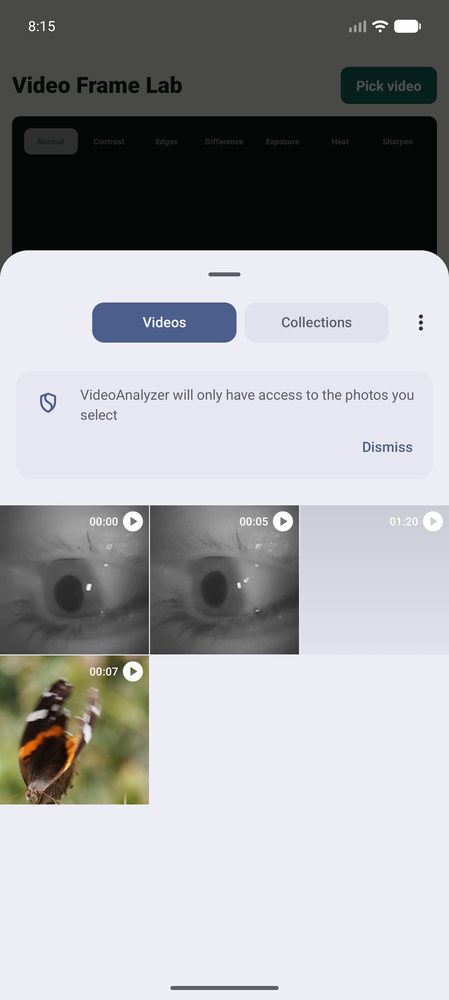 8:15
Video Frame Lab
Pick video
Normal Contrast Edges Difference Exposure Heat Sharpen
Videos
Collections
VideoAnalyzer will only have access to the photos you
select
Dismiss
00:00
00:05
01:20
00:07